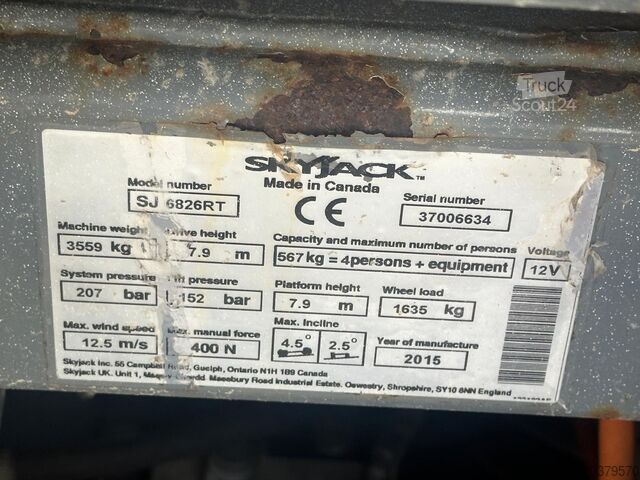 Truck
Scout24
SKYJACK™
Made in Canada
Model number
SJ 6826RT
CE
Serial number
37006634
Machine weight
3559 kg
Drive height
7.9 m
Capacity and maximum number of persons
567kg = 4persons + equipment
Voltage
12V
System pressure
207 bar
pressure
152 bar
Platform height
7.9 m
Wheel load
1635 kg
Max. wind speed
12.5 m/s
Max. manual force
400 N
Max. incline
4.5° 2.5°
Year of manufacture
2015
Skyjack Inc. 55 Campbell Road, Guelph, Ontario N1H 1B9 Canada
Skyjack UK. Unit 1, Maesbury Road Industrial Estate. Oswestry, Shropshire, SY10 8NN England